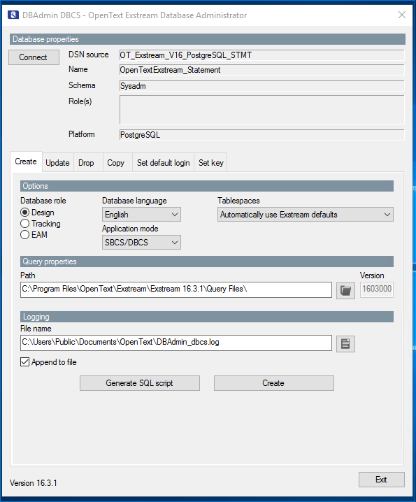 DBAdmin DBCS - OpenText Exstream Database Administrator
Database properties
Connect
DSN source OT_Exstream_V16_PostgreSQL_STMT
Name OpenTextExstream_Statement
Schema Sysadm
Role(s)
Platform PostgreSQL
Create Update Drop Copy Set default login Set key
Options
Database role Database language Tablespaces
Design English Automatically use Exstream defaults
Tracking Application mode
EAM SBCS/DBCS
Query properties
Path Version
C:\Program Files\OpenText\Exstream\Exstream 16.3.1\Query Files\ 1603000
Logging
File name
C:\Users\Public\Documents\OpenText\DBAdmin_dbcs.log
Append to file
Generate SQL script Create
Version 16.3.1 Exit